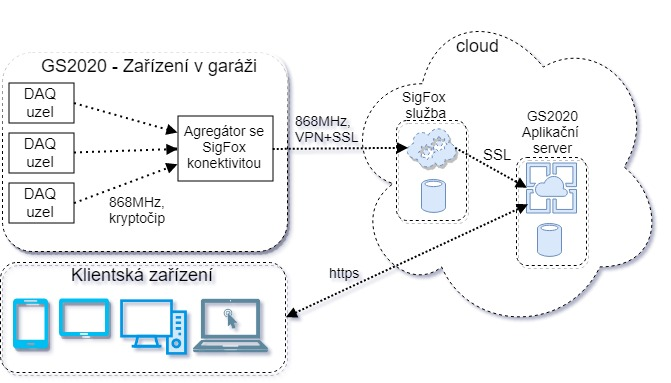 cloud
GS2020 - Zařízení v garáži
DAQ
uzel
DAQ
uzel
DAQ
uzel
Agregátor se
SigFox
konektivitou
868MHz,
kryptočip
868MHz,
VPN+SSL
SigFox
služba
SSL
GS2020
Aplikační
server
https
Klientská zařízení